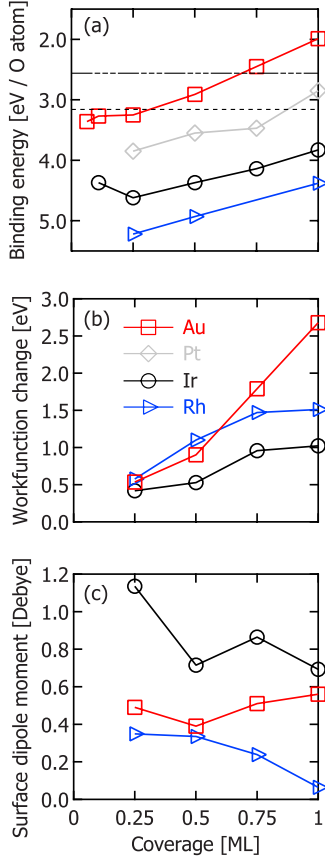 (a)
2.0
3.0
4.0
5.0
Binding energy [eV / O atom]
(b)
3.0
2.5
2.0
1.5
1.0
0.5
0.0
Workfunction change [eV]
Au
Pt
Ir
Rh
(c)
1.2
1.0
0.8
0.6
0.4
0.2
0.0
Surface dipole moment [Debye]
0 0.25 0.5 0.75 1
Coverage [ML]